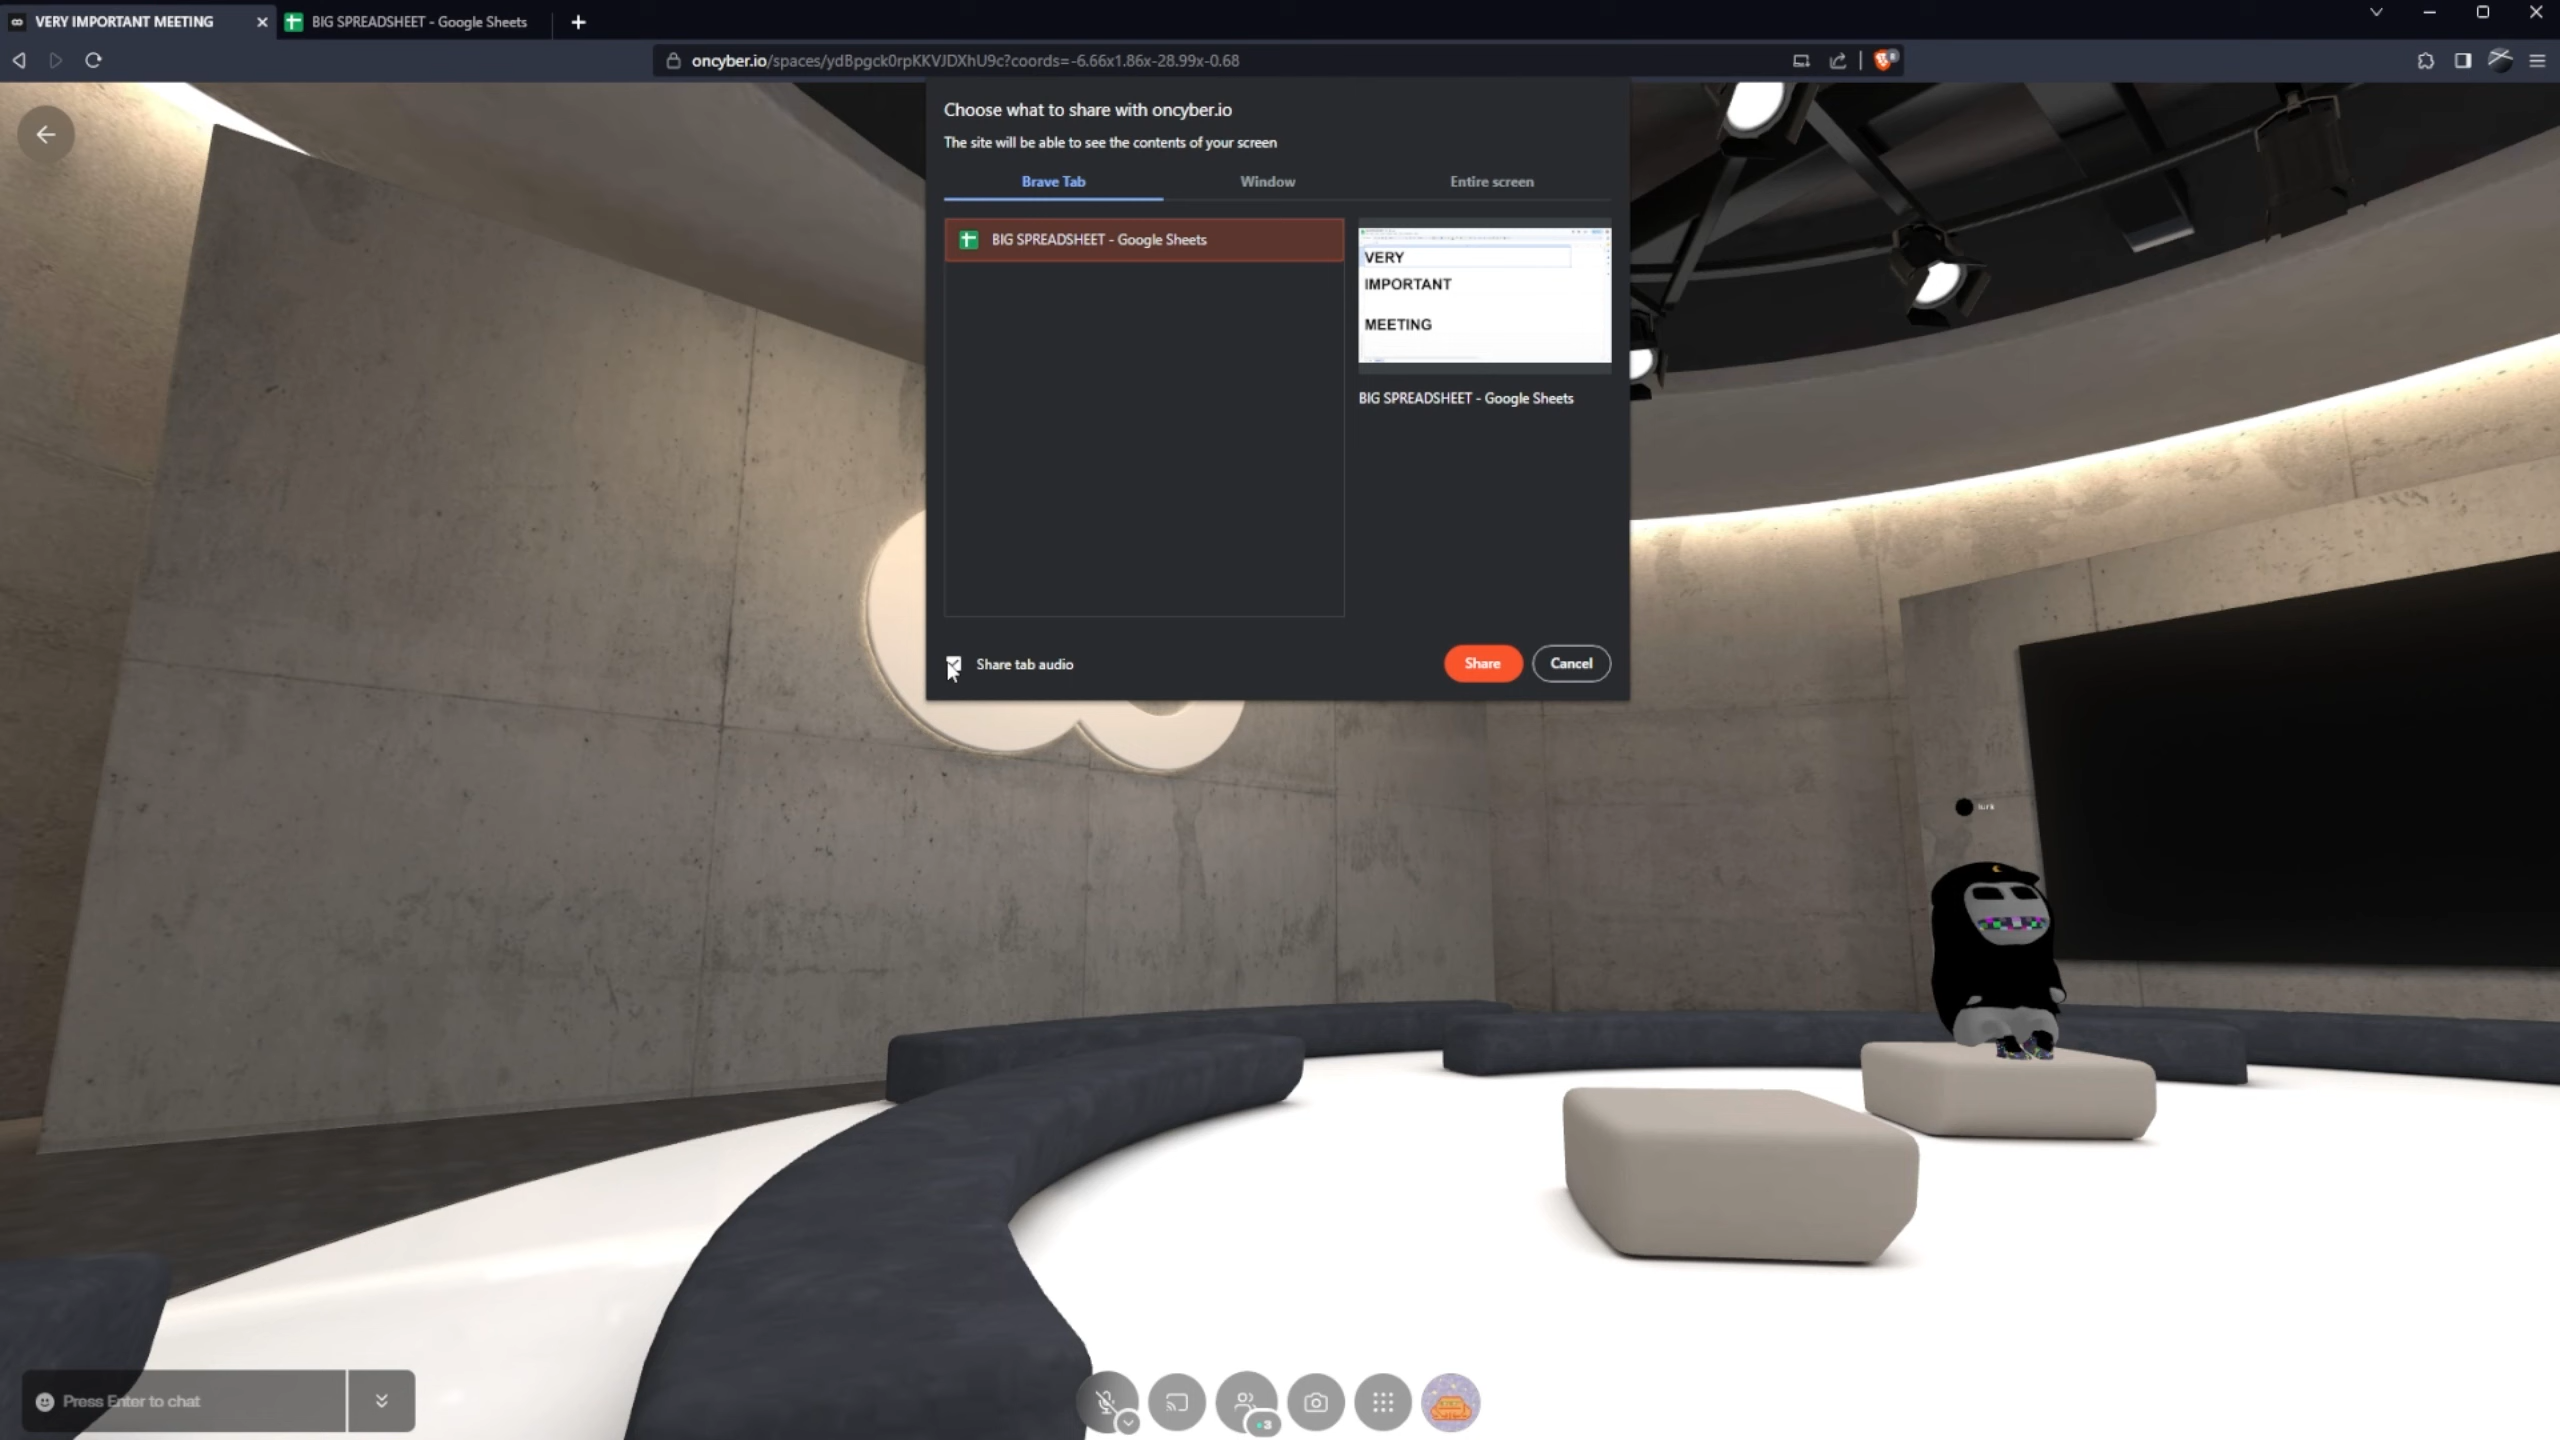 VERY IMPORTANT MEETING
BIG SPREADSHEET - Google Sheets
oncyber.io/spaces/ydBpgck0rpKKVJDXhU9c?coords=-6.66x1.86x-28.99x-0.68
Choose what to share with oncyber.io
The site will be able to see the contents of your screen
Brave Tab Window Entire screen
BIG SPREADSHEET - Google Sheets
VERY
IMPORTANT
MEETING
BIG SPREADSHEET - Google Sheets
Share tab audio
Share Cancel
Press Enter to chat
3